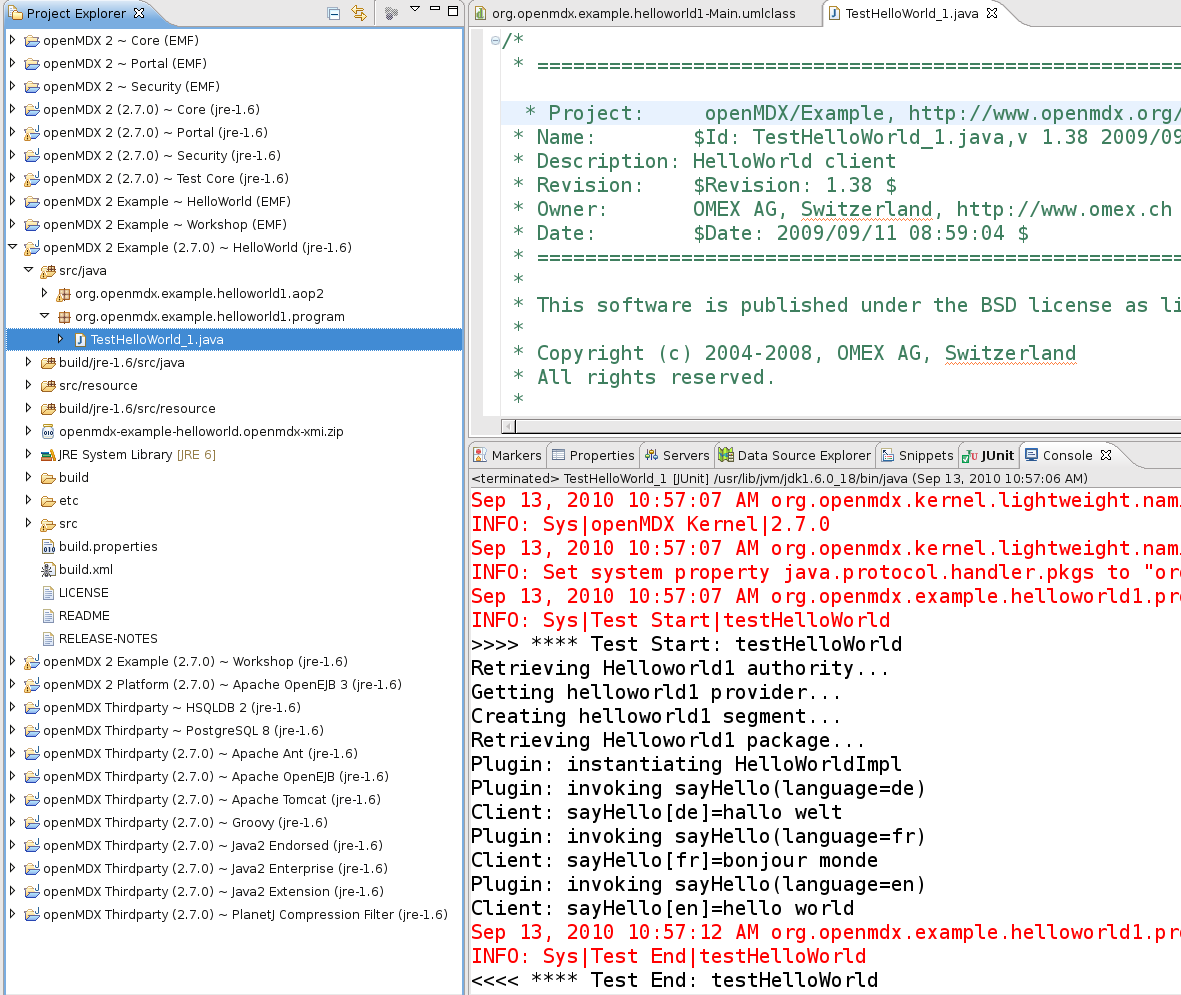 Project Explorer
openMDX 2 ~ Core (EMF)
openMDX 2 ~ Portal (EMF)
openMDX 2 ~ Security (EMF)
openMDX 2 (2.7.0) ~ Core (jre-1.6)
openMDX 2 (2.7.0) ~ Portal (jre-1.6)
openMDX 2 (2.7.0) ~ Security (jre-1.6)
openMDX 2 (2.7.0) ~ Test Core (jre-1.6)
openMDX 2 Example ~ HelloWorld (EMF)
openMDX 2 Example ~ Workshop (EMF)
openMDX 2 Example (2.7.0) ~ HelloWorld (jre-1.6)
src/java
org.openmdx.example.helloworld1.aop2
org.openmdx.example.helloworld1.program
TestHelloWorld_1.java
build/jre-1.6/src/java
src/resource
build/jre-1.6/src/resource
openmdx-example-helloworld.openmdx-xmi.zip
JRE System Library [JRE 6]
build
etc
src
build.properties
build.xml
LICENSE
README
RELEASE-NOTES
openMDX 2 Example (2.7.0) ~ Workshop (jre-1.6)
openMDX 2 Platform (2.7.0) ~ Apache OpenEJB 3 (jre-1.6)
openMDX Thirdparty ~ HSQLDB 2 (jre-1.6)
openMDX Thirdparty ~ PostgreSQL 8 (jre-1.6)
openMDX Thirdparty (2.7.0) ~ Apache Ant (jre-1.6)
openMDX Thirdparty (2.7.0) ~ Apache OpenEJB (jre-1.6)
openMDX Thirdparty (2.7.0) ~ Apache Tomcat (jre-1.6)
openMDX Thirdparty (2.7.0) ~ Groovy (jre-1.6)
openMDX Thirdparty (2.7.0) ~ Java2 Endorsed (jre-1.6)
openMDX Thirdparty (2.7.0) ~ Java2 Enterprise (jre-1.6)
openMDX Thirdparty (2.7.0) ~ Java2 Extension (jre-1.6)
openMDX Thirdparty (2.7.0) ~ PlanetJ Compression Filter (jre-1.6)
org.openmdx.example.helloworld1-Main.umlclass TestHelloWorld_1.java
/*
* ======================================================
* Project: openMDX/Example, http://www.openmdx.org/
* Name: $Id: TestHelloWorld_1.java,v 1.38 2009/09
* Description: HelloWorld client
* Revision: $Revision: 1.38 $
* Owner: OMEX AG, Switzerland, http://www.omex.ch
* Date: $Date: 2009/09/11 08:59:04 $
* ======================================================
*
* This software is published under the BSD license as li
*
* Copyright (c) 2004-2008, OMEX AG, Switzerland
* All rights reserved.
*
Markers Properties Servers Data Source Explorer Snippets JUnit Console
<terminated> TestHelloWorld_1 [JUnit] /usr/lib/jvm/jdk1.6.0_18/bin/java (Sep 13, 2010 10:57:06 AM)
Sep 13, 2010 10:57:07 AM org.openmdx.kernel.lightweight.nam
INFO: Sys|openMDX Kernel|2.7.0
Sep 13, 2010 10:57:07 AM org.openmdx.kernel.lightweight.nam
INFO: Set system property java.protocol.handler.pkgs to "or
Sep 13, 2010 10:57:07 AM org.openmdx.example.helloworld1.pr
INFO: Sys|Test Start|testHelloWorld
>>>> **** Test Start: testHelloWorld
Retrieving Helloworld1 authority...
Getting helloworld1 provider...
Creating helloworld1 segment...
Retrieving Helloworld1 package...
Plugin: instantiating HelloWorldImpl
Plugin: invoking sayHello(language=de)
Client: sayHello[de]=hallo welt
Plugin: invoking sayHello(language=fr)
Client: sayHello[fr]=bonjour monde
Plugin: invoking sayHello(language=en)
Client: sayHello[en]=hello world
Sep 13, 2010 10:57:12 AM org.openmdx.example.helloworld1.pr
INFO: Sys|Test End|testHelloWorld
<<<< **** Test End: testHelloWorld